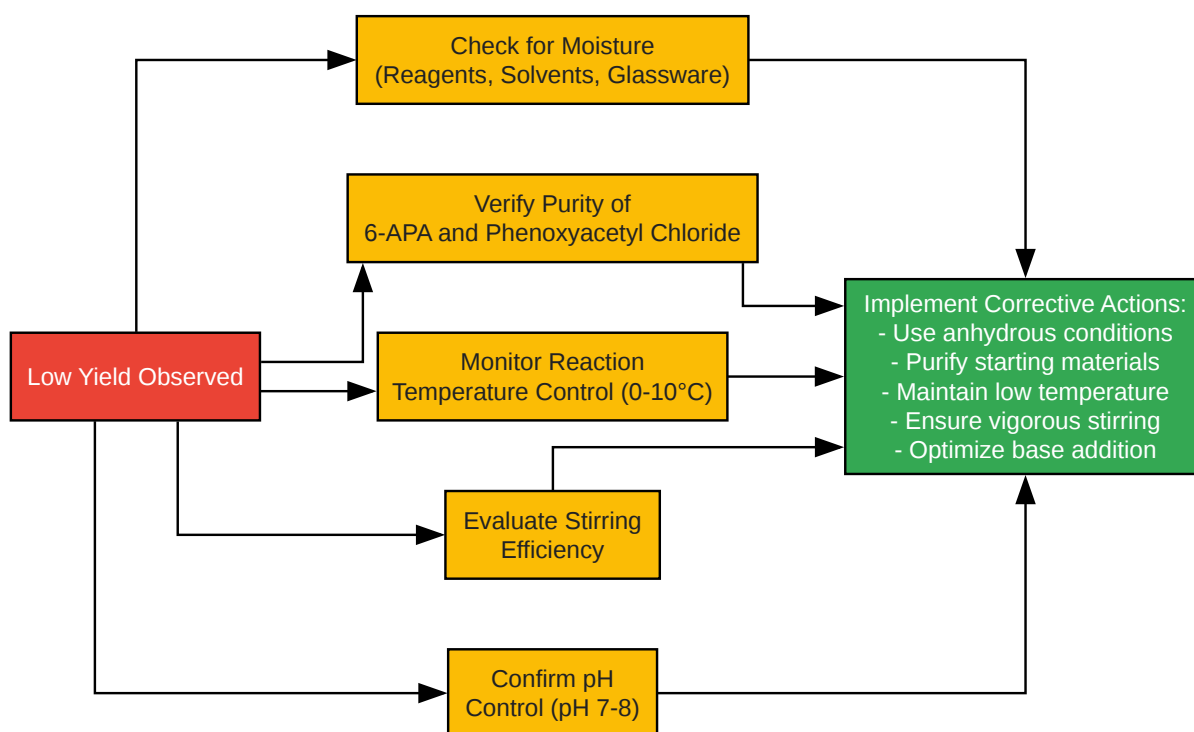 Check for Moisture
(Reagents, Solvents, Glassware)
Verify Purity of
6-APA and Phenoxyacetyl Chloride
Low Yield Observed
Monitor Reaction
Temperature Control (0-10°C)
Implement Corrective Actions:
- Use anhydrous conditions
- Purify starting materials
- Maintain low temperature
- Ensure vigorous stirring
- Optimize base addition
Evaluate Stirring
Efficiency
Confirm pH
Control (pH 7-8)